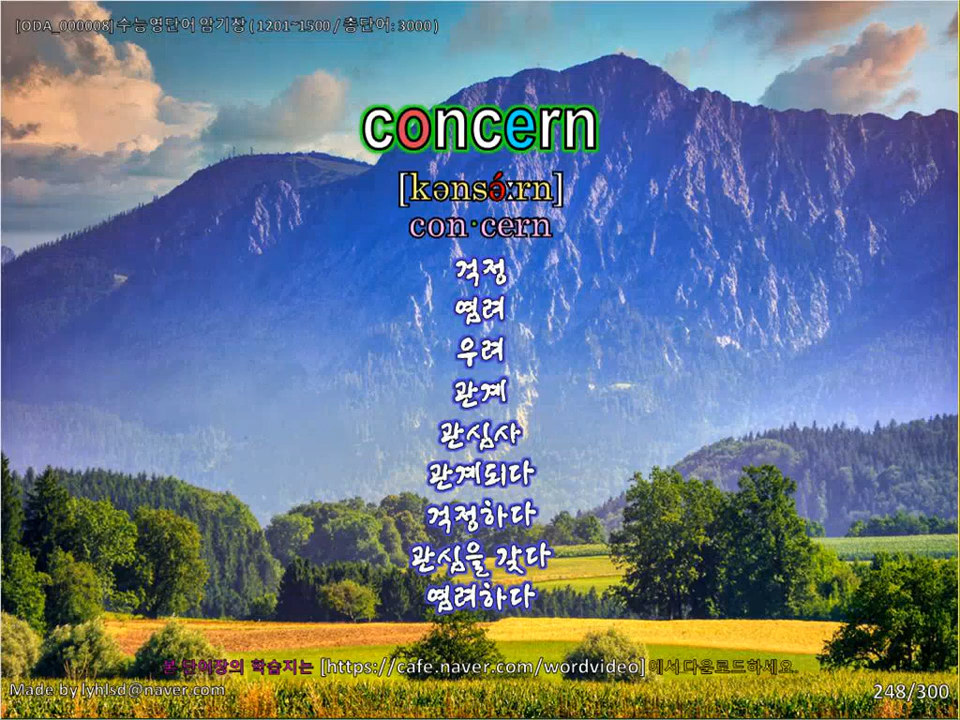 [ODA_000008] 수능영단어 암기장 ( 1201~1500 / 총단어: 3000 )
concern
[kənsə́ːrn]
con·cern
걱정
염려
우려
관계
관심사
관계되다
걱정하다
관심을 갖다
염려하다
본 단어장의 학습지는 [https://cafe.naver.com/wordvideo] 에서 다운로드하세요
Made by lyhlsd@naver.com
248/300